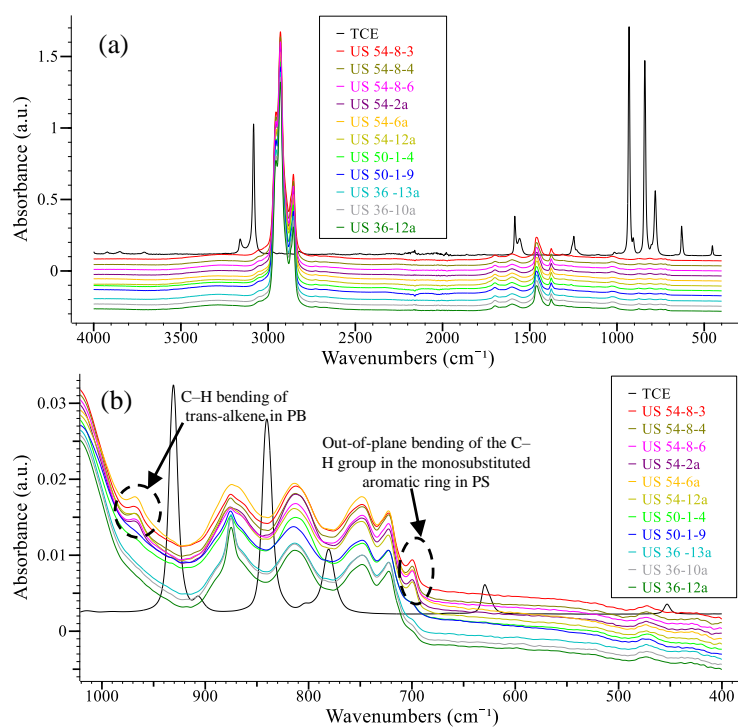 (a)
Absorbance (a.u.)
1.5
1
0.5
0
TCE
US 54-8-3
US 54-8-4
US 54-8-6
US 54-2a
US 54-6a
US 54-12a
US 50-1-4
US 50-1-9
US 36 -13a
US 36-10a
US 36-12a
4000 3500 3000 2500 2000 1500 1000 500
Wavenumbers (cm⁻¹)
(b)
Absorbance (a.u.)
0.03
0.02
0.01
0
C–H bending of
trans-alkene in PB
Out-of-plane bending of the C–
H group in the monosubstituted
aromatic ring in PS
TCE
US 54-8-3
US 54-8-4
US 54-8-6
US 54-2a
US 54-6a
US 54-12a
US 50-1-4
US 50-1-9
US 36 -13a
US 36-10a
US 36-12a
1000 900 800 700 600 500 400
Wavenumbers (cm⁻¹)